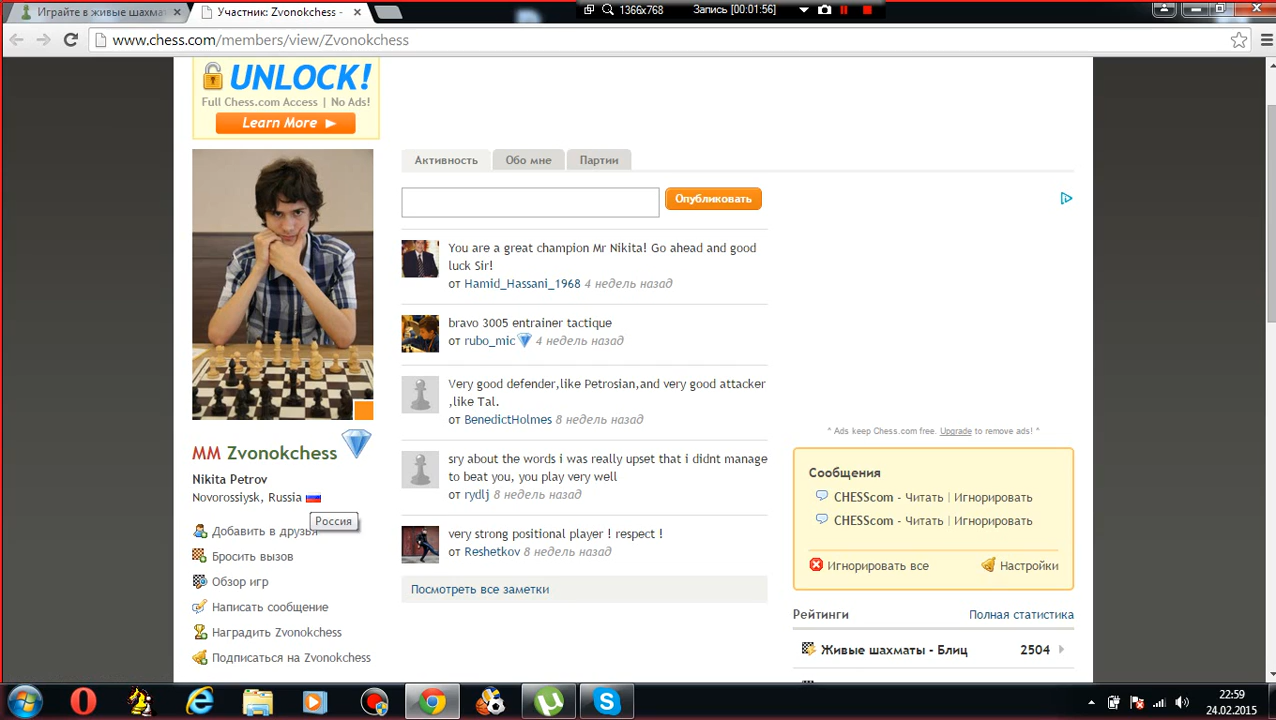 Играйте в живые шахмат
Участник: Zvonokchess -
1366x768
Запись [00:01:56]
www.chess.com/members/view/Zvonokchess
UNLOCK!
Full Chess.com Access | No Ads!
Learn More
Активность
Обо мне
Партии
Опубликовать
You are a great champion Mr Nikita! Go ahead and good
luck Sir!
от Hamid_Hassani_1968 4 недель назад
bravo 3005 entrainer tactique
от rubo_mic 4 недель назад
Very good defender,like Petrosian,and very good attacker
,like Tal.
от BenedictHolmes 8 недель назад
sry about the words i was really upset that i didnt manage
to beat you, you play very well
от rydlj 8 недель назад
very strong positional player ! respect !
от Reshetkov 8 недель назад
Посмотреть все заметки
MM Zvonokchess
Nikita Petrov
Novorossiysk, Russia
Россия
Добавить в друзья
Бросить вызов
Обзор игр
Написать сообщение
Наградить Zvonokchess
Подписаться на Zvonokchess
^ Ads keep Chess.com free. Upgrade to remove ads! ^
Сообщения
CHESScom - Читать | Игнорировать
CHESScom - Читать | Игнорировать
Игнорировать все
Настройки
Рейтинги
Полная статистика
Живые шахматы - Блиц
2504
22:59
24.02.2015